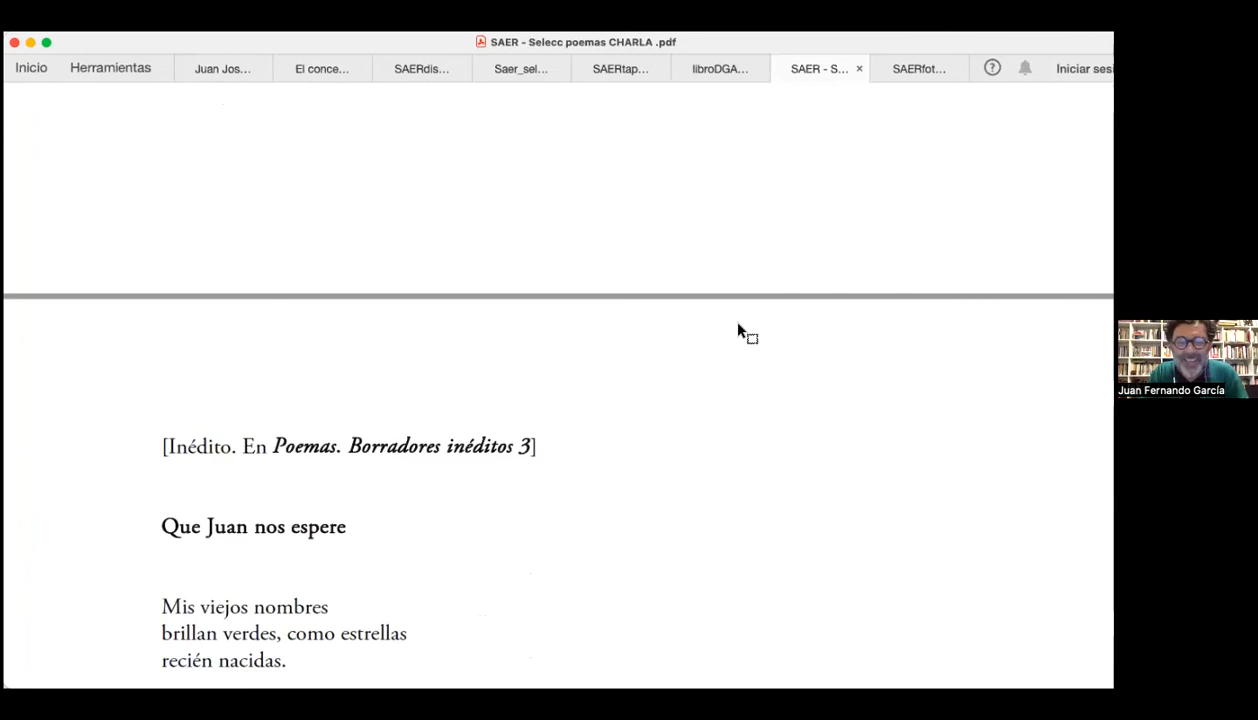 SAER - Selecc poemas CHARLA .pdf
Inicio Herramientas Juan Jos... El conce... SAERdis... Saer_sel... SAERtap... libroDGA... SAER - S... × SAERfot... ? Iniciar sesi
Juan Fernando García
[Inédito. En Poemas. Borradores inéditos 3]
Que Juan nos espere
Mis viejos nombres
brillan verdes, como estrellas
recién nacidas.